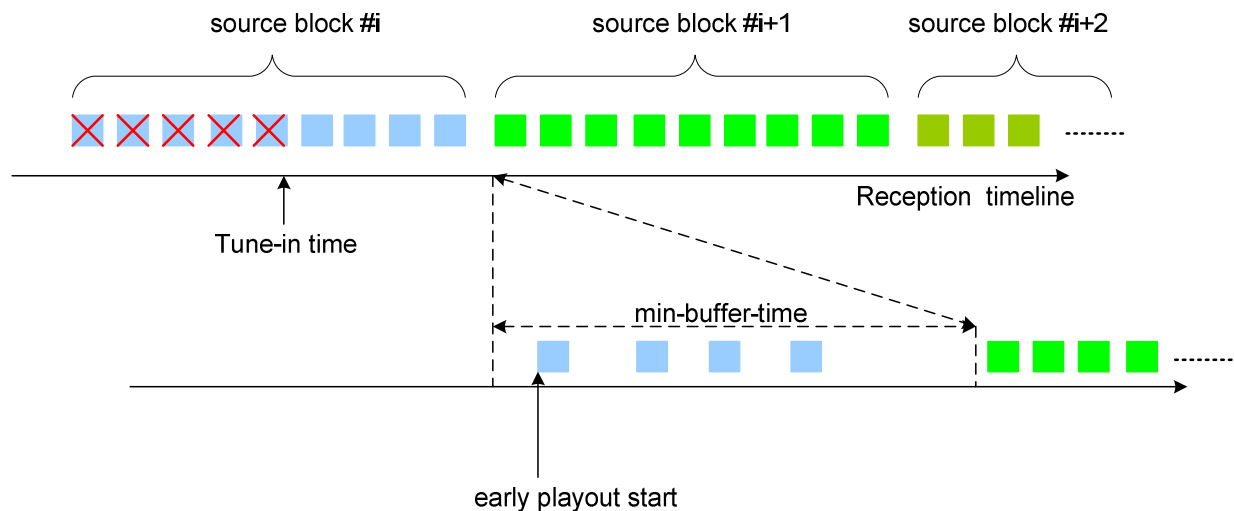 source block #i
source block #i+1
source block #i+2
Reception timeline
Tune-in time
min-buffer-time
early playout start